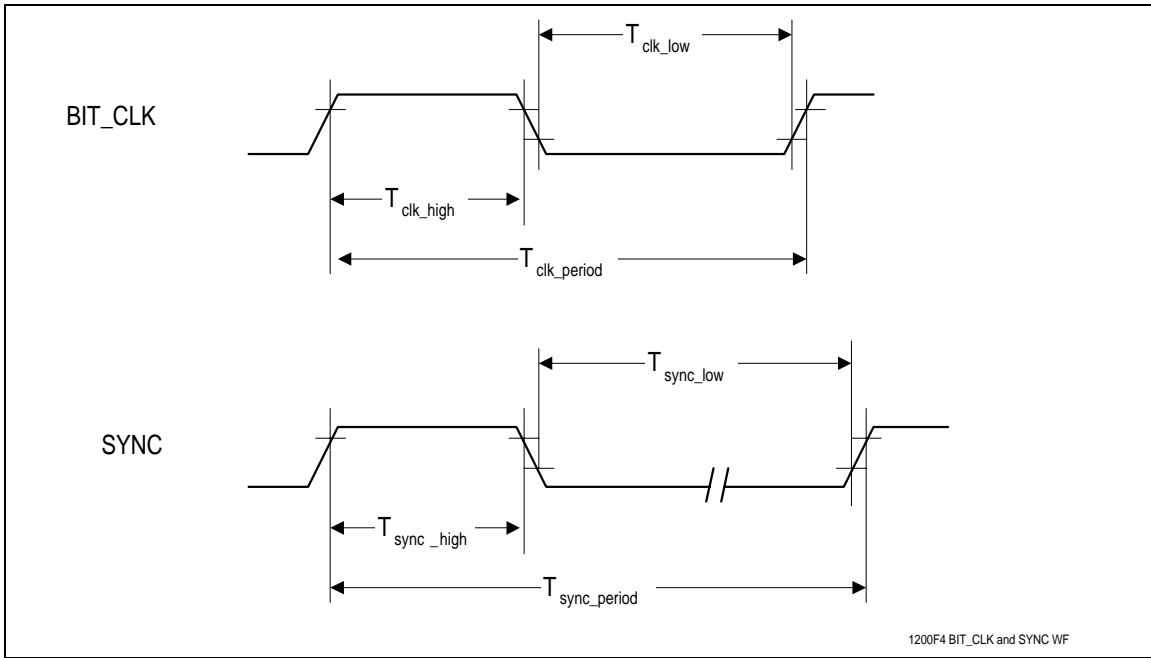 T clk_low
BIT_CLK
T clk_high
T clk_period
T sync_low
SYNC
T sync _high
T sync_period
1200F4 BIT_CLK and SYNC WF